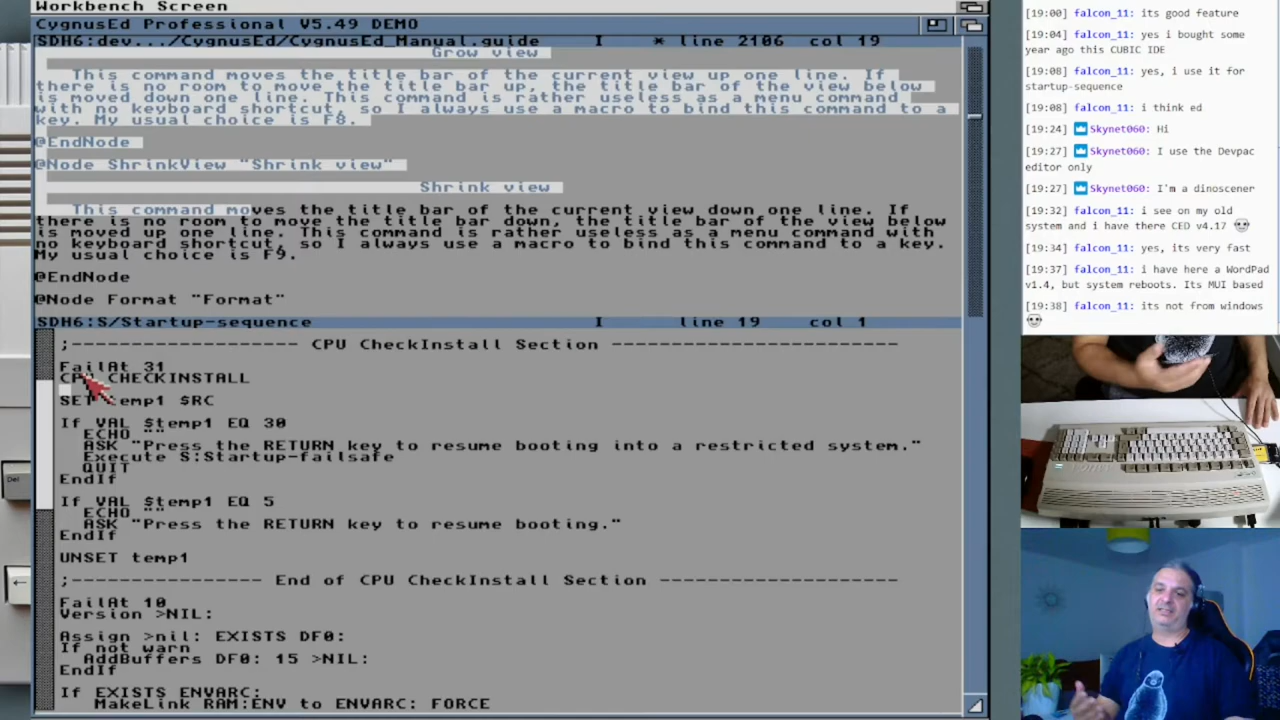 Workbench Screen
CygnusEd Professional V5.49 DEMO
SDH6:dev.../CygnusEd/CygnusEd_Manual.guide I * line 2106 col 19
Grow view
This command moves the title bar of the current view up one line. If
there is no room to move the title bar up, the title bar of the view below
is moved down one line. This command is rather useless as a menu command
with no keyboard shortcut, so I always use a macro to bind this command to a
key. My usual choice is F8.
@EndNode
@Node ShrinkView "Shrink view"
Shrink view
This command moves the title bar of the current view down one line. If
there is no room to move the title bar down, the title bar of the view below
is moved up one line. This command is rather useless as a menu command with
no keyboard shortcut, so I always use a macro to bind this command to a key.
My usual choice is F9.
@EndNode
@Node Format "Format"
SDH6:S/Startup-sequence I line 19 col 1
;--------------------- CPU CheckInstall Section ------------------------
FailAt 31
CPU CHECKINSTALL
SET temp1 $RC
If VAL $temp1 EQ 30
ECHO ""
ASK "Press the RETURN key to resume booting into a restricted system."
Execute S:Startup-failsafe
QUIT
EndIf
If VAL $temp1 EQ 5
ECHO ""
ASK "Press the RETURN key to resume booting."
EndIf
UNSET temp1
;----------------- End of CPU CheckInstall Section --------------------
FailAt 10
Version >NIL:
Assign >nil: EXISTS DF0:
If not warn
AddBuffers DF0: 15 >NIL:
EndIf
If EXISTS ENVARC:
MakeLink RAM:ENV to ENVARC: FORCE
Del
←
[19:00] falcon_11: its good feature
[19:04] falcon_11: yes i bought some
year ago this CUBIC IDE
[19:08] falcon_11: yes, i use it for
startup-sequence
[19:08] falcon_11: i think ed
[19:24] Skynet060: Hi
[19:27] Skynet060: I use the Devpac
editor only
[19:27] Skynet060: I'm a dinoscener
[19:32] falcon_11: i see on my old
system and i have there CED v4.17
[19:34] falcon_11: yes, its very fast
[19:37] falcon_11: i have here a WordPad
v1.4, but system reboots. Its MUI based
[19:38] falcon_11: its not from windows